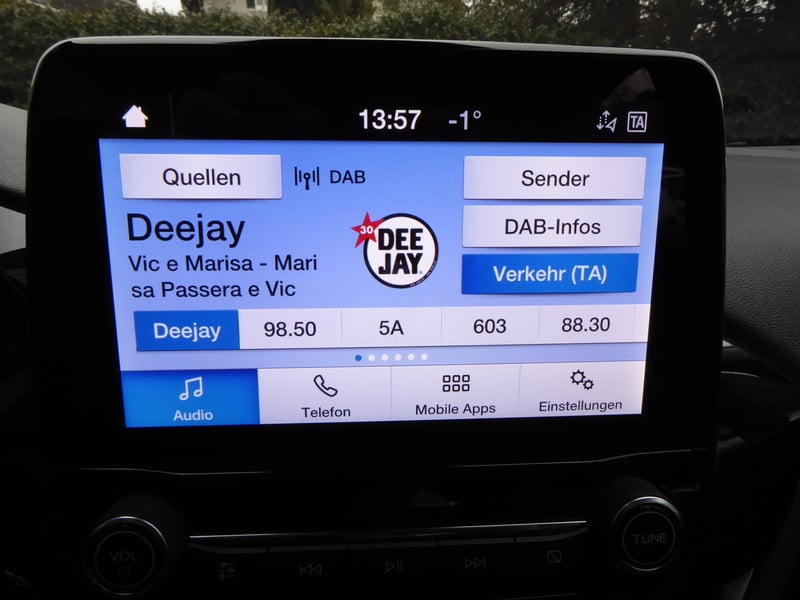 13:57 -1° TA
Quellen DAB Sender
Deejay 30 DEE JAY DAB-Infos
Vic e Marisa - Mari
sa Passera e Vic
Verkehr (TA)
Deejay 98.50 5A 603 88.30
Audio Telefon Mobile Apps Einstellungen
VOL TUNE